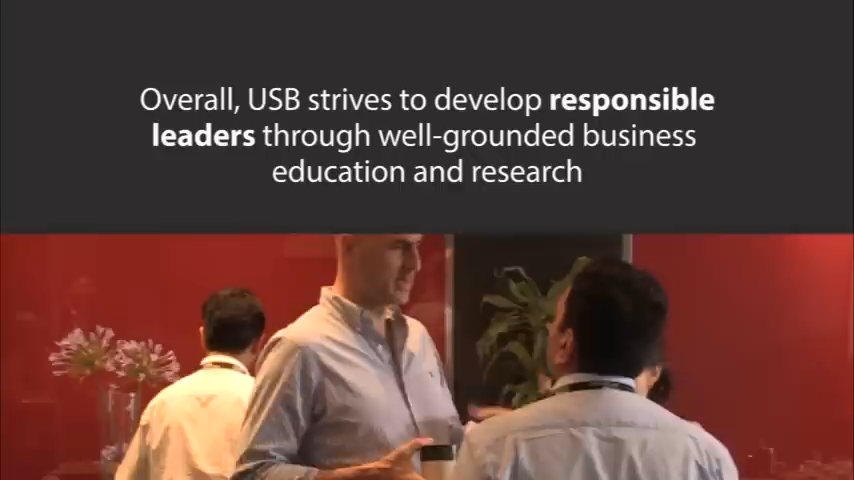 Overall, USB strives to develop responsible
leaders through well-grounded business
education and research